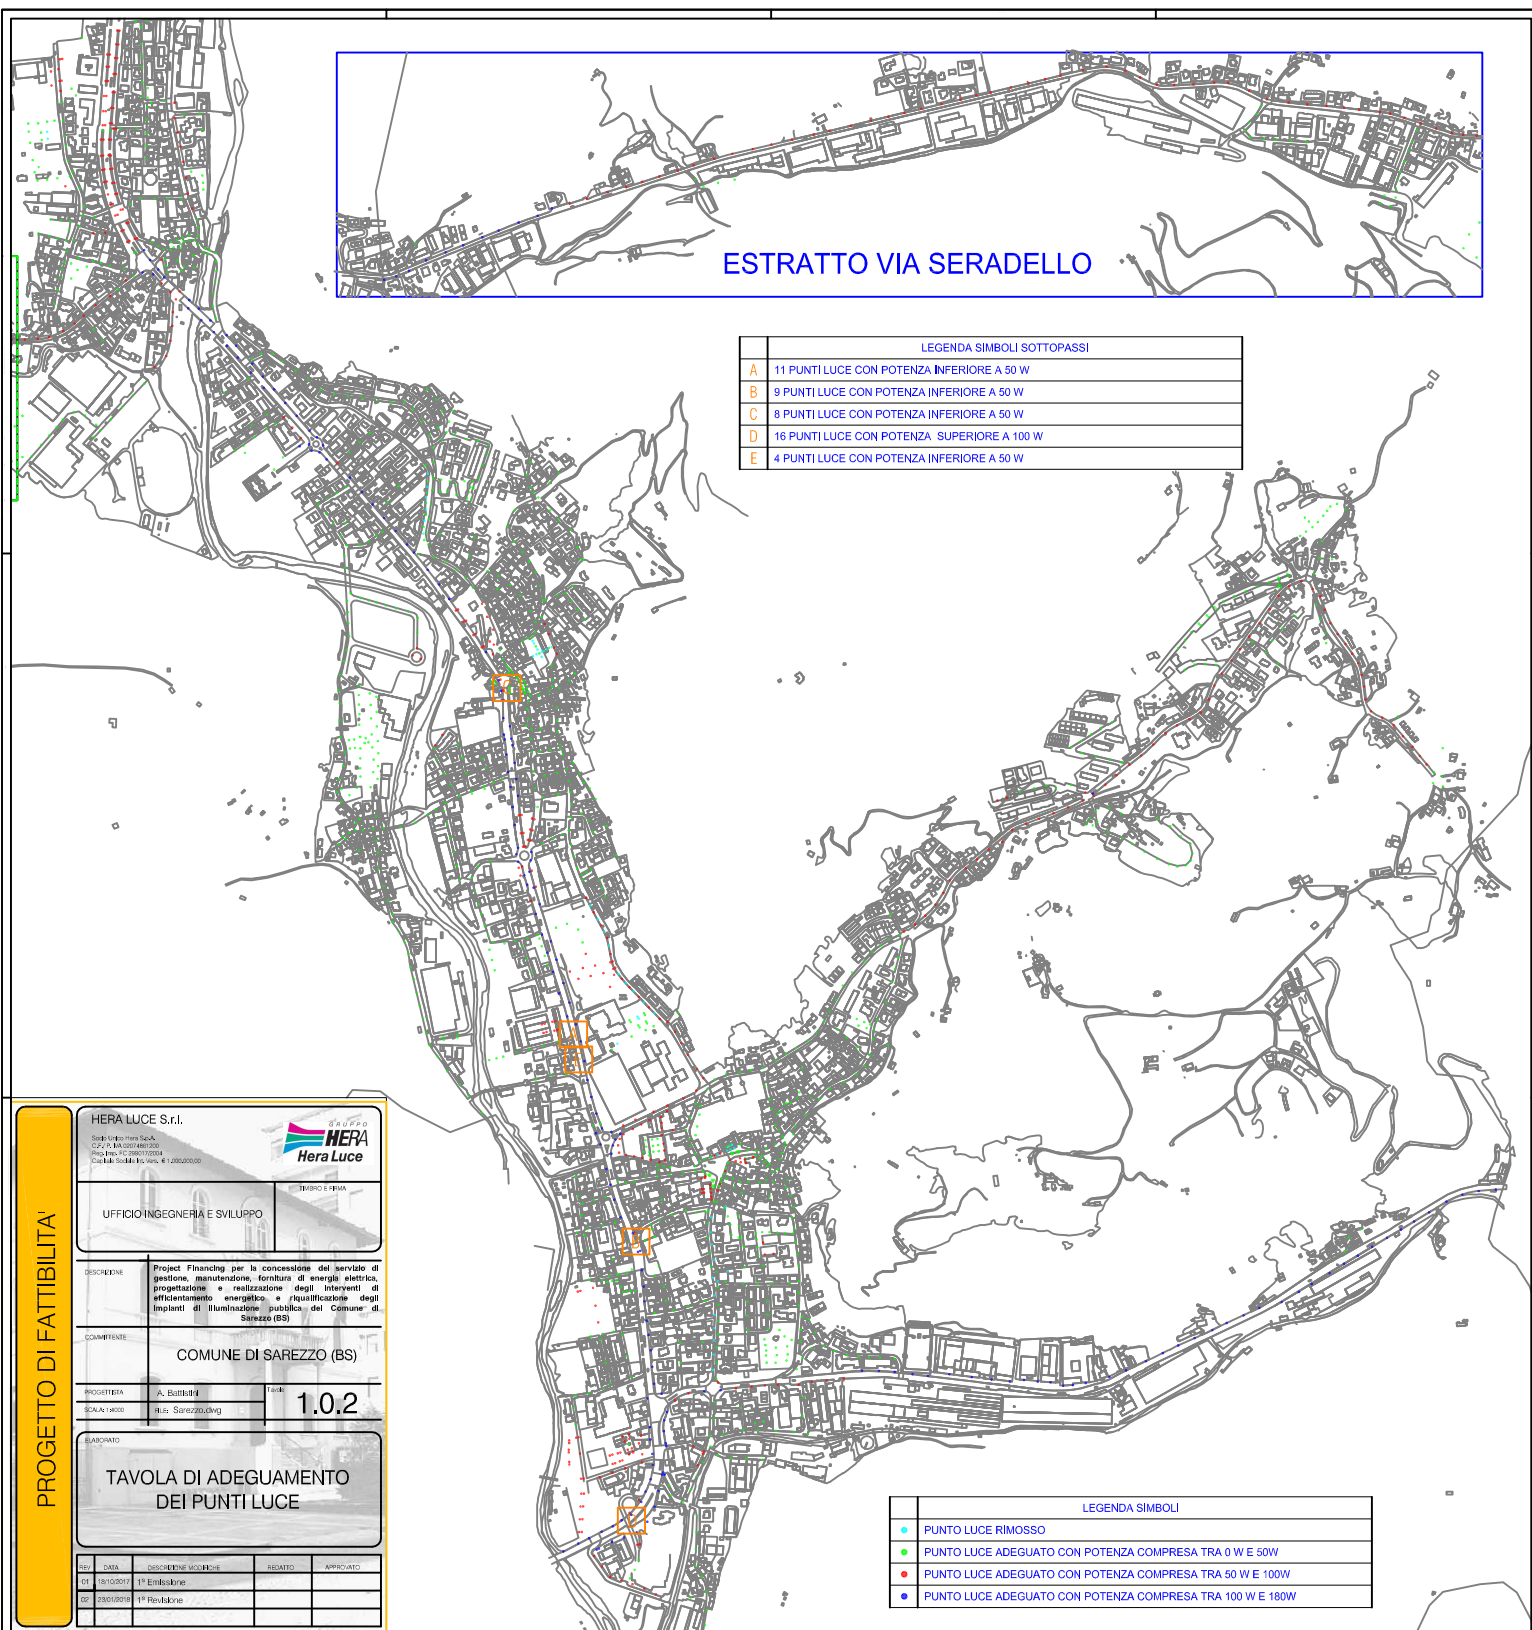 ESTRATTO VIA SERADELLO
LEGENDA SIMBOLI SOTTOPASSI
A 11 PUNTI LUCE CON POTENZA INFERIORE A 50 W
B 9 PUNTI LUCE CON POTENZA INFERIORE A 50 W
C 8 PUNTI LUCE CON POTENZA INFERIORE A 50 W
D 16 PUNTI LUCE CON POTENZA SUPERIORE A 100 W
E 4 PUNTI LUCE CON POTENZA INFERIORE A 50 W
PROGETTO DI FATTIBILITA'
HERA LUCE S.r.l.
Socio Unico Hera S.p.A.
GRUPPO
HERA
Hera Luce
TIMBRO E FIRMA
UFFICIO INGEGNERIA E SVILUPPO
DESCRIZIONE
Project Financing per la concessione del servizio di
gestione, manutenzione, fornitura di energia elettrica,
progettazione e realizzazione degli interventi di
efficientamento energetico e riqualificazione degli
impianti di illuminazione pubblica del Comune di
Sarezzo (BS)
COMMITTENTE
COMUNE DI SAREZZO (BS)
PROGETTISTA A. Battistini
Tavola
1.0.2
SCALA: 1:4000 FILE: Sarezzo.dwg
ELABORATO
TAVOLA DI ADEGUAMENTO
DEI PUNTI LUCE
REV DATA DESCRIZIONE MODIFICHE REDATTO APPROVATO
01 18/10/2017 1ª Emissione
02 23/01/2018 1ª Revisione
LEGENDA SIMBOLI
PUNTO LUCE RIMOSSO
PUNTO LUCE ADEGUATO CON POTENZA COMPRESA TRA 0 W E 50W
PUNTO LUCE ADEGUATO CON POTENZA COMPRESA TRA 50 W E 100W
PUNTO LUCE ADEGUATO CON POTENZA COMPRESA TRA 100 W E 180W